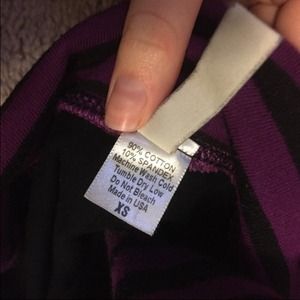 90% COTTON
10% SPANDEX
Machine Wash Cold
Tumble Dry Low
Do Not Bleach
Made in USA
XS